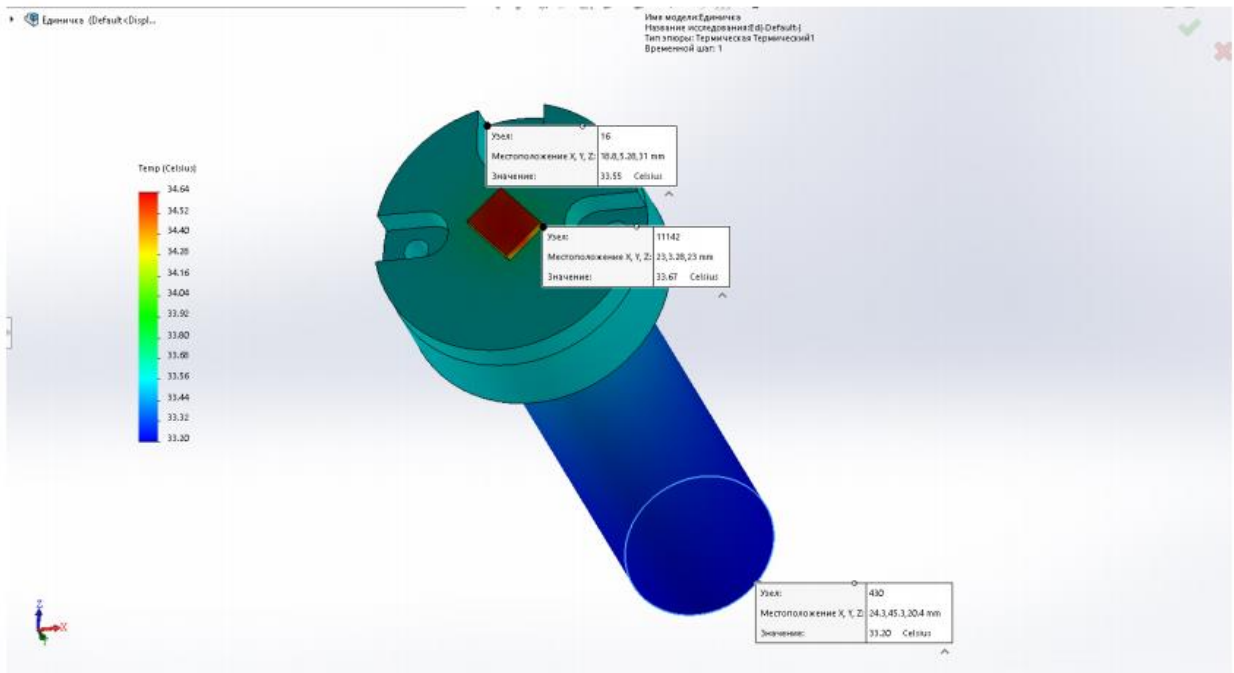 Единичка (Default<Displ...
Имя модели:Единичка
Название исследования:Ed(-Default-)
Тип эпюры: Термическая Термический1
Временной шаг: 1
Узел: 16
Местоположение X, Y, Z: 18.8,5.28,31 mm
Значение: 33.55 Celsius
Temp (Celsius)
34.64
34.52
34.40
34.28
34.16
34.04
33.92
33.80
33.68
33.56
33.44
33.32
33.20
Узел: 11142
Местоположение X, Y, Z: 23,3.28,23 mm
Значение: 33.67 Celsius
Узел: 430
Местоположение X, Y, Z: 24.3,45.3,20.4 mm
Значение: 33.20 Celsius
Z
X
Y